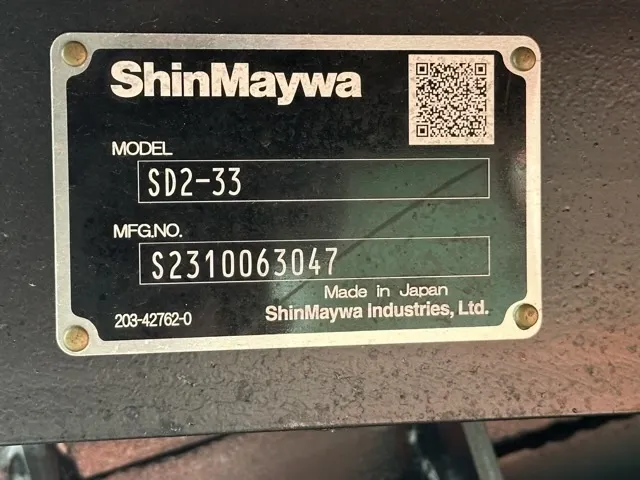 ShinMaywa
MODEL
SD2-33
MFG.NO.
S2310063047
Made in Japan
203-42762-0
ShinMaywa Industries, Ltd.